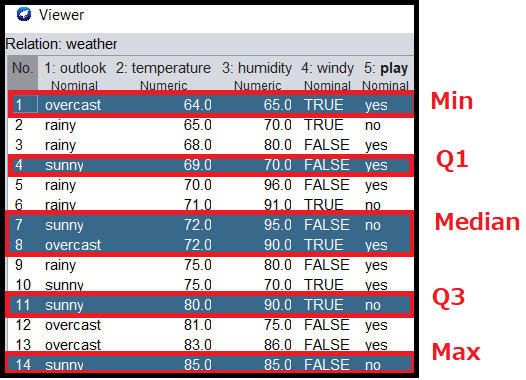 Viewer
Relation: weather
No. 1: outlook 2: temperature 3: humidity 4: windy 5: play
Nominal Numeric Numeric Nominal Nominal
1 overcast 64.0 65.0 TRUE yes Min
2 rainy 65.0 70.0 TRUE no
3 rainy 68.0 80.0 FALSE yes
4 sunny 69.0 70.0 FALSE yes Q1
5 rainy 70.0 96.0 FALSE yes
6 rainy 71.0 91.0 TRUE no
7 sunny 72.0 95.0 FALSE no Median
8 overcast 72.0 90.0 TRUE yes
9 rainy 75.0 80.0 FALSE yes
10 sunny 75.0 70.0 TRUE yes
11 sunny 80.0 90.0 TRUE no Q3
12 overcast 81.0 75.0 FALSE yes
13 overcast 83.0 86.0 FALSE yes
14 sunny 85.0 85.0 FALSE no Max